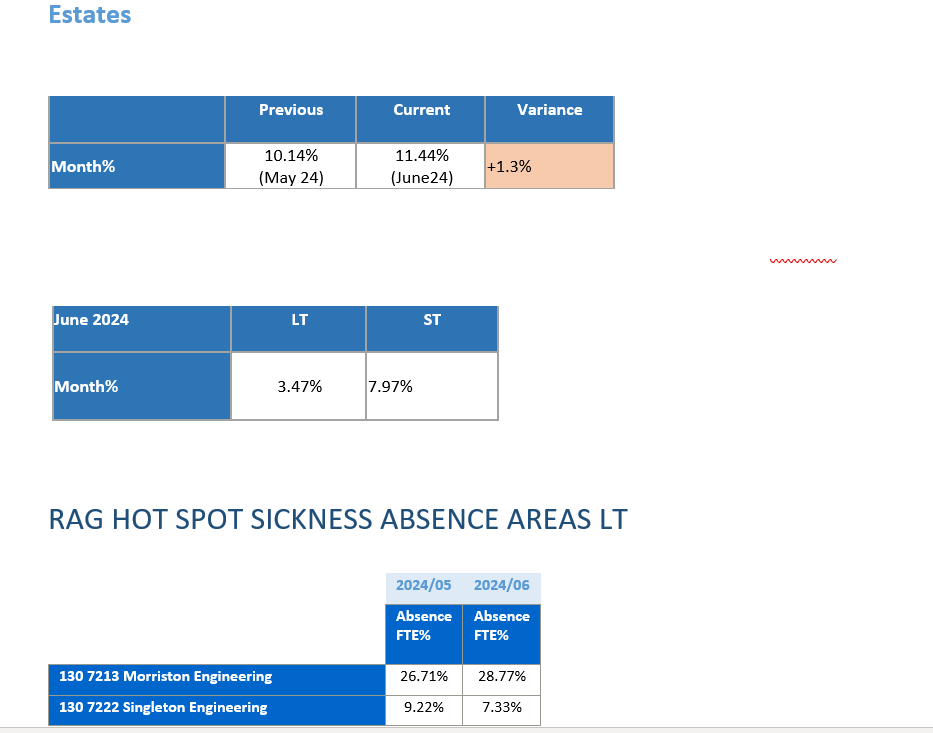 Estates
Previous Current Variance
Month% 10.14% 11.44% +1.3%
(May 24) (June24)
June 2024 LT ST
Month% 3.47% 7.97%
RAG HOT SPOT SICKNESS ABSENCE AREAS LT
2024/05 2024/06
Absence Absence
FTE% FTE%
130 7213 Morriston Engineering 26.71% 28.77%
130 7222 Singleton Engineering 9.22% 7.33%